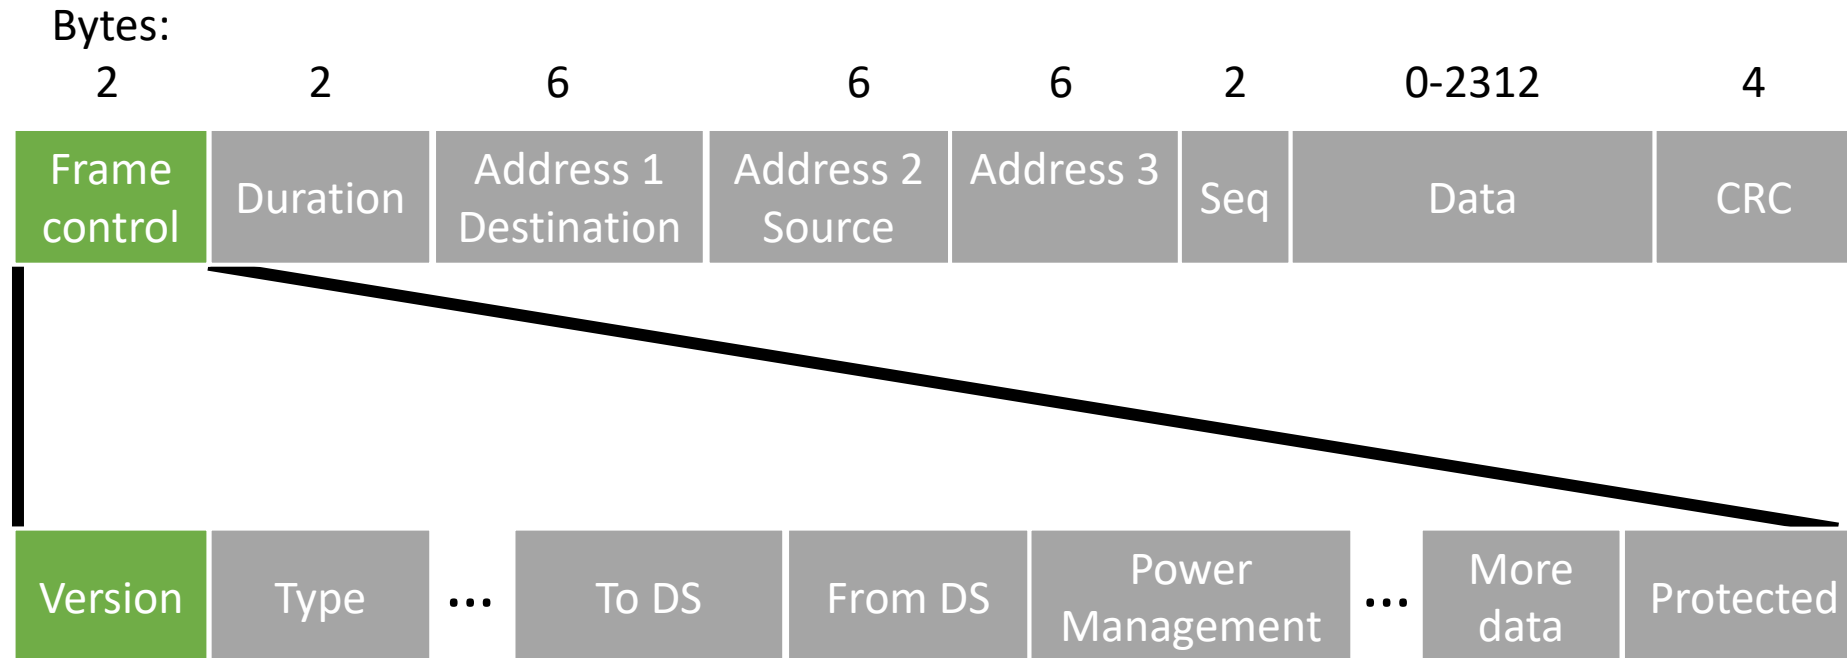 Bytes:
2 2 6 6 6 2 0-2312 4
Frame control Duration Address 1 Destination Address 2 Source Address 3 Seq Data CRC
Version Type ... To DS From DS Power Management ... More data Protected